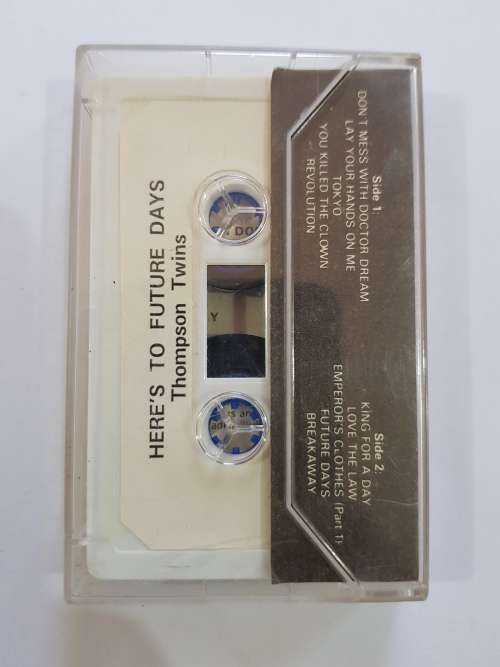 HERE'S TO FUTURE DAYS
Thompson Twins
DO
Y
Side 1.
DON'T MESS WITH DOCTOR DREAM
LAY YOUR HANDS ON ME
TOKYO
YOU KILLED THE CLOWN
REVOLUTION
Side 2.
KING FOR A DAY
LOVE THE LAW
EMPEROR'S CLOTHES (Part 1)
FUTURE DAYS
BREAKAWAY